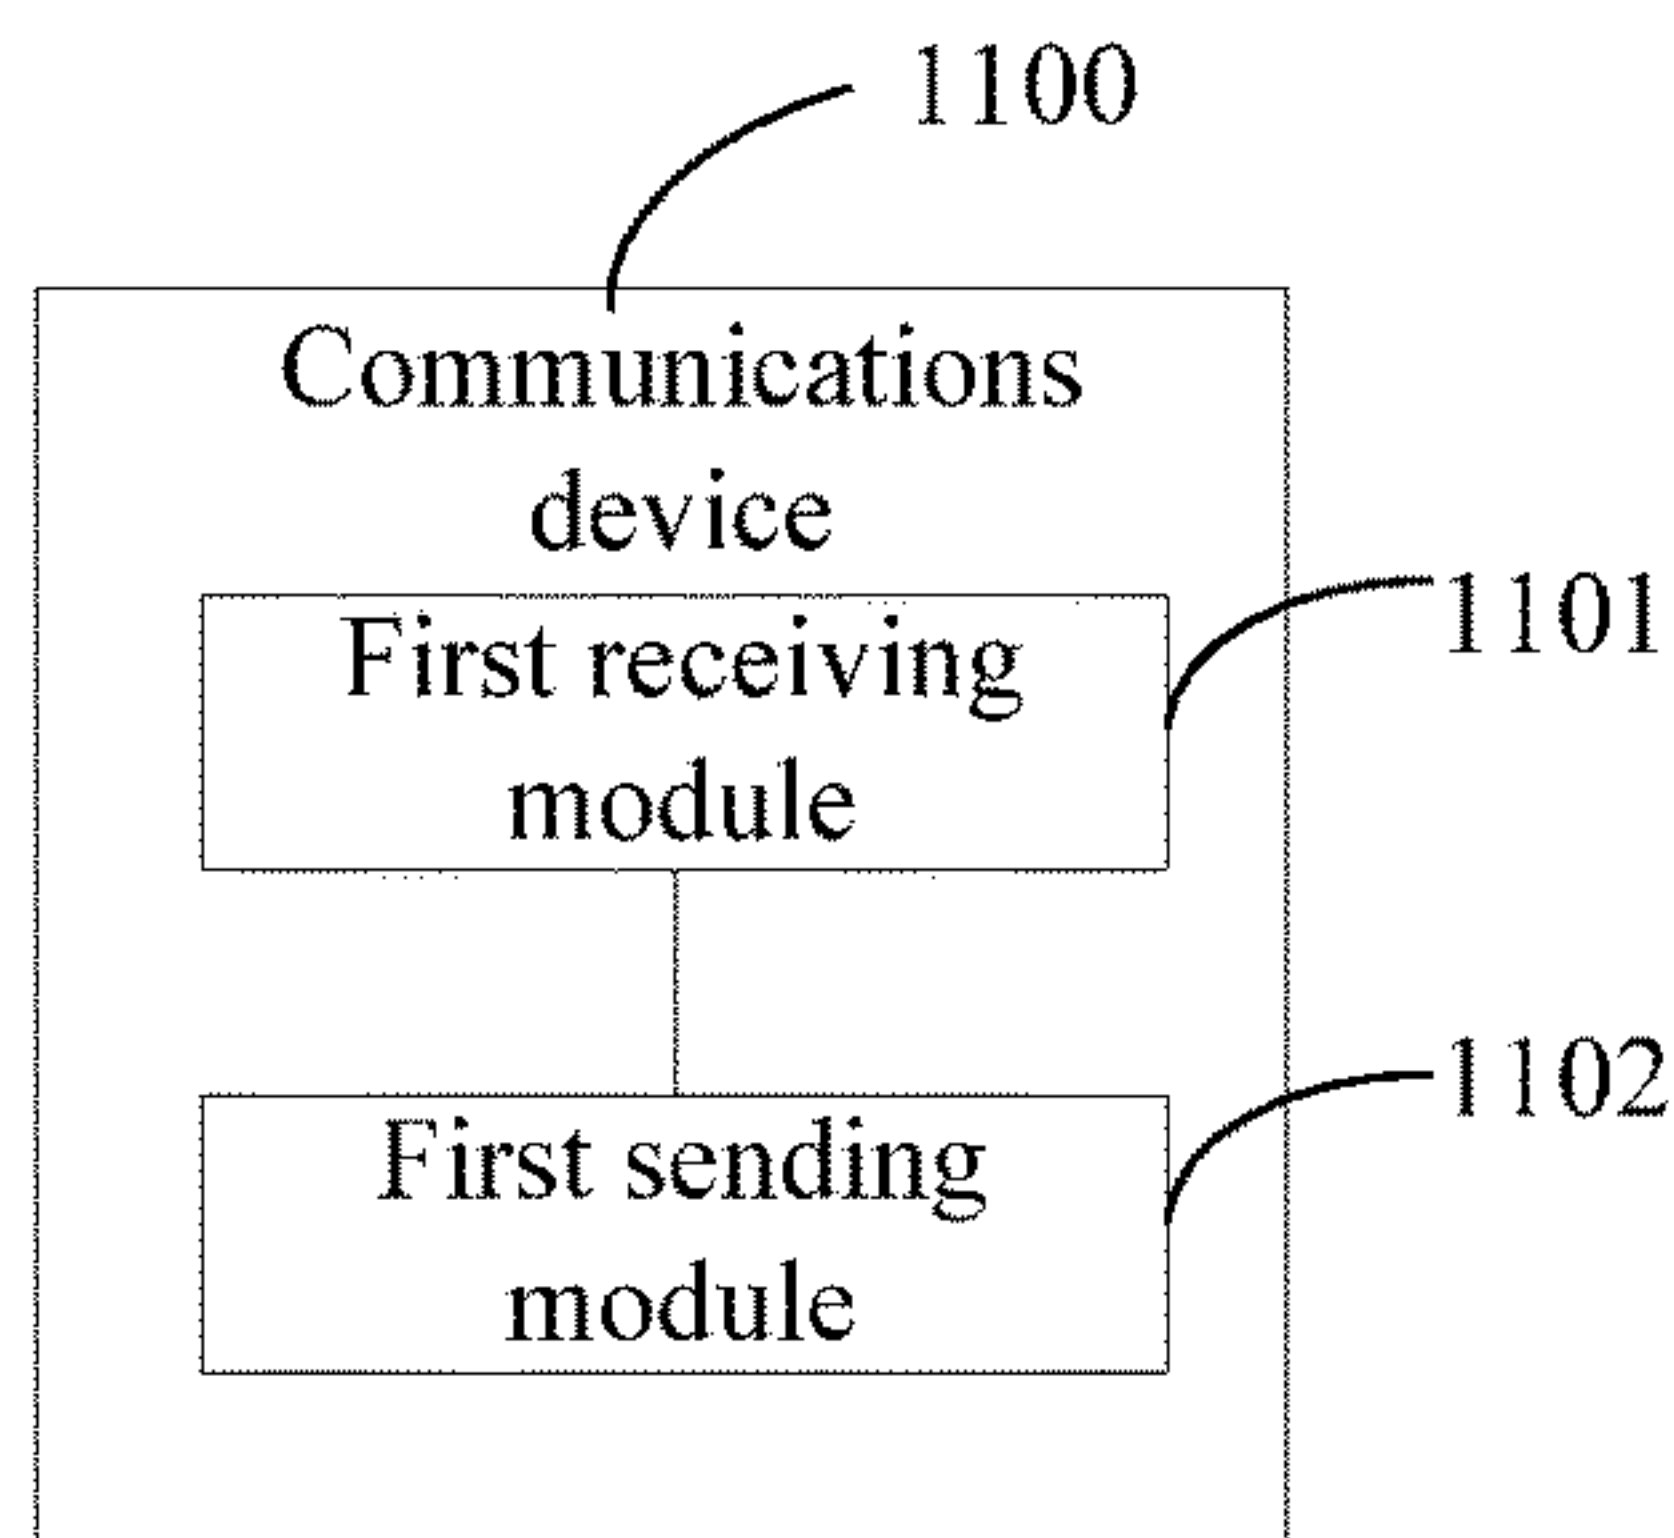 1100
Communications
device
First receiving
module
1101
First sending
module
1102